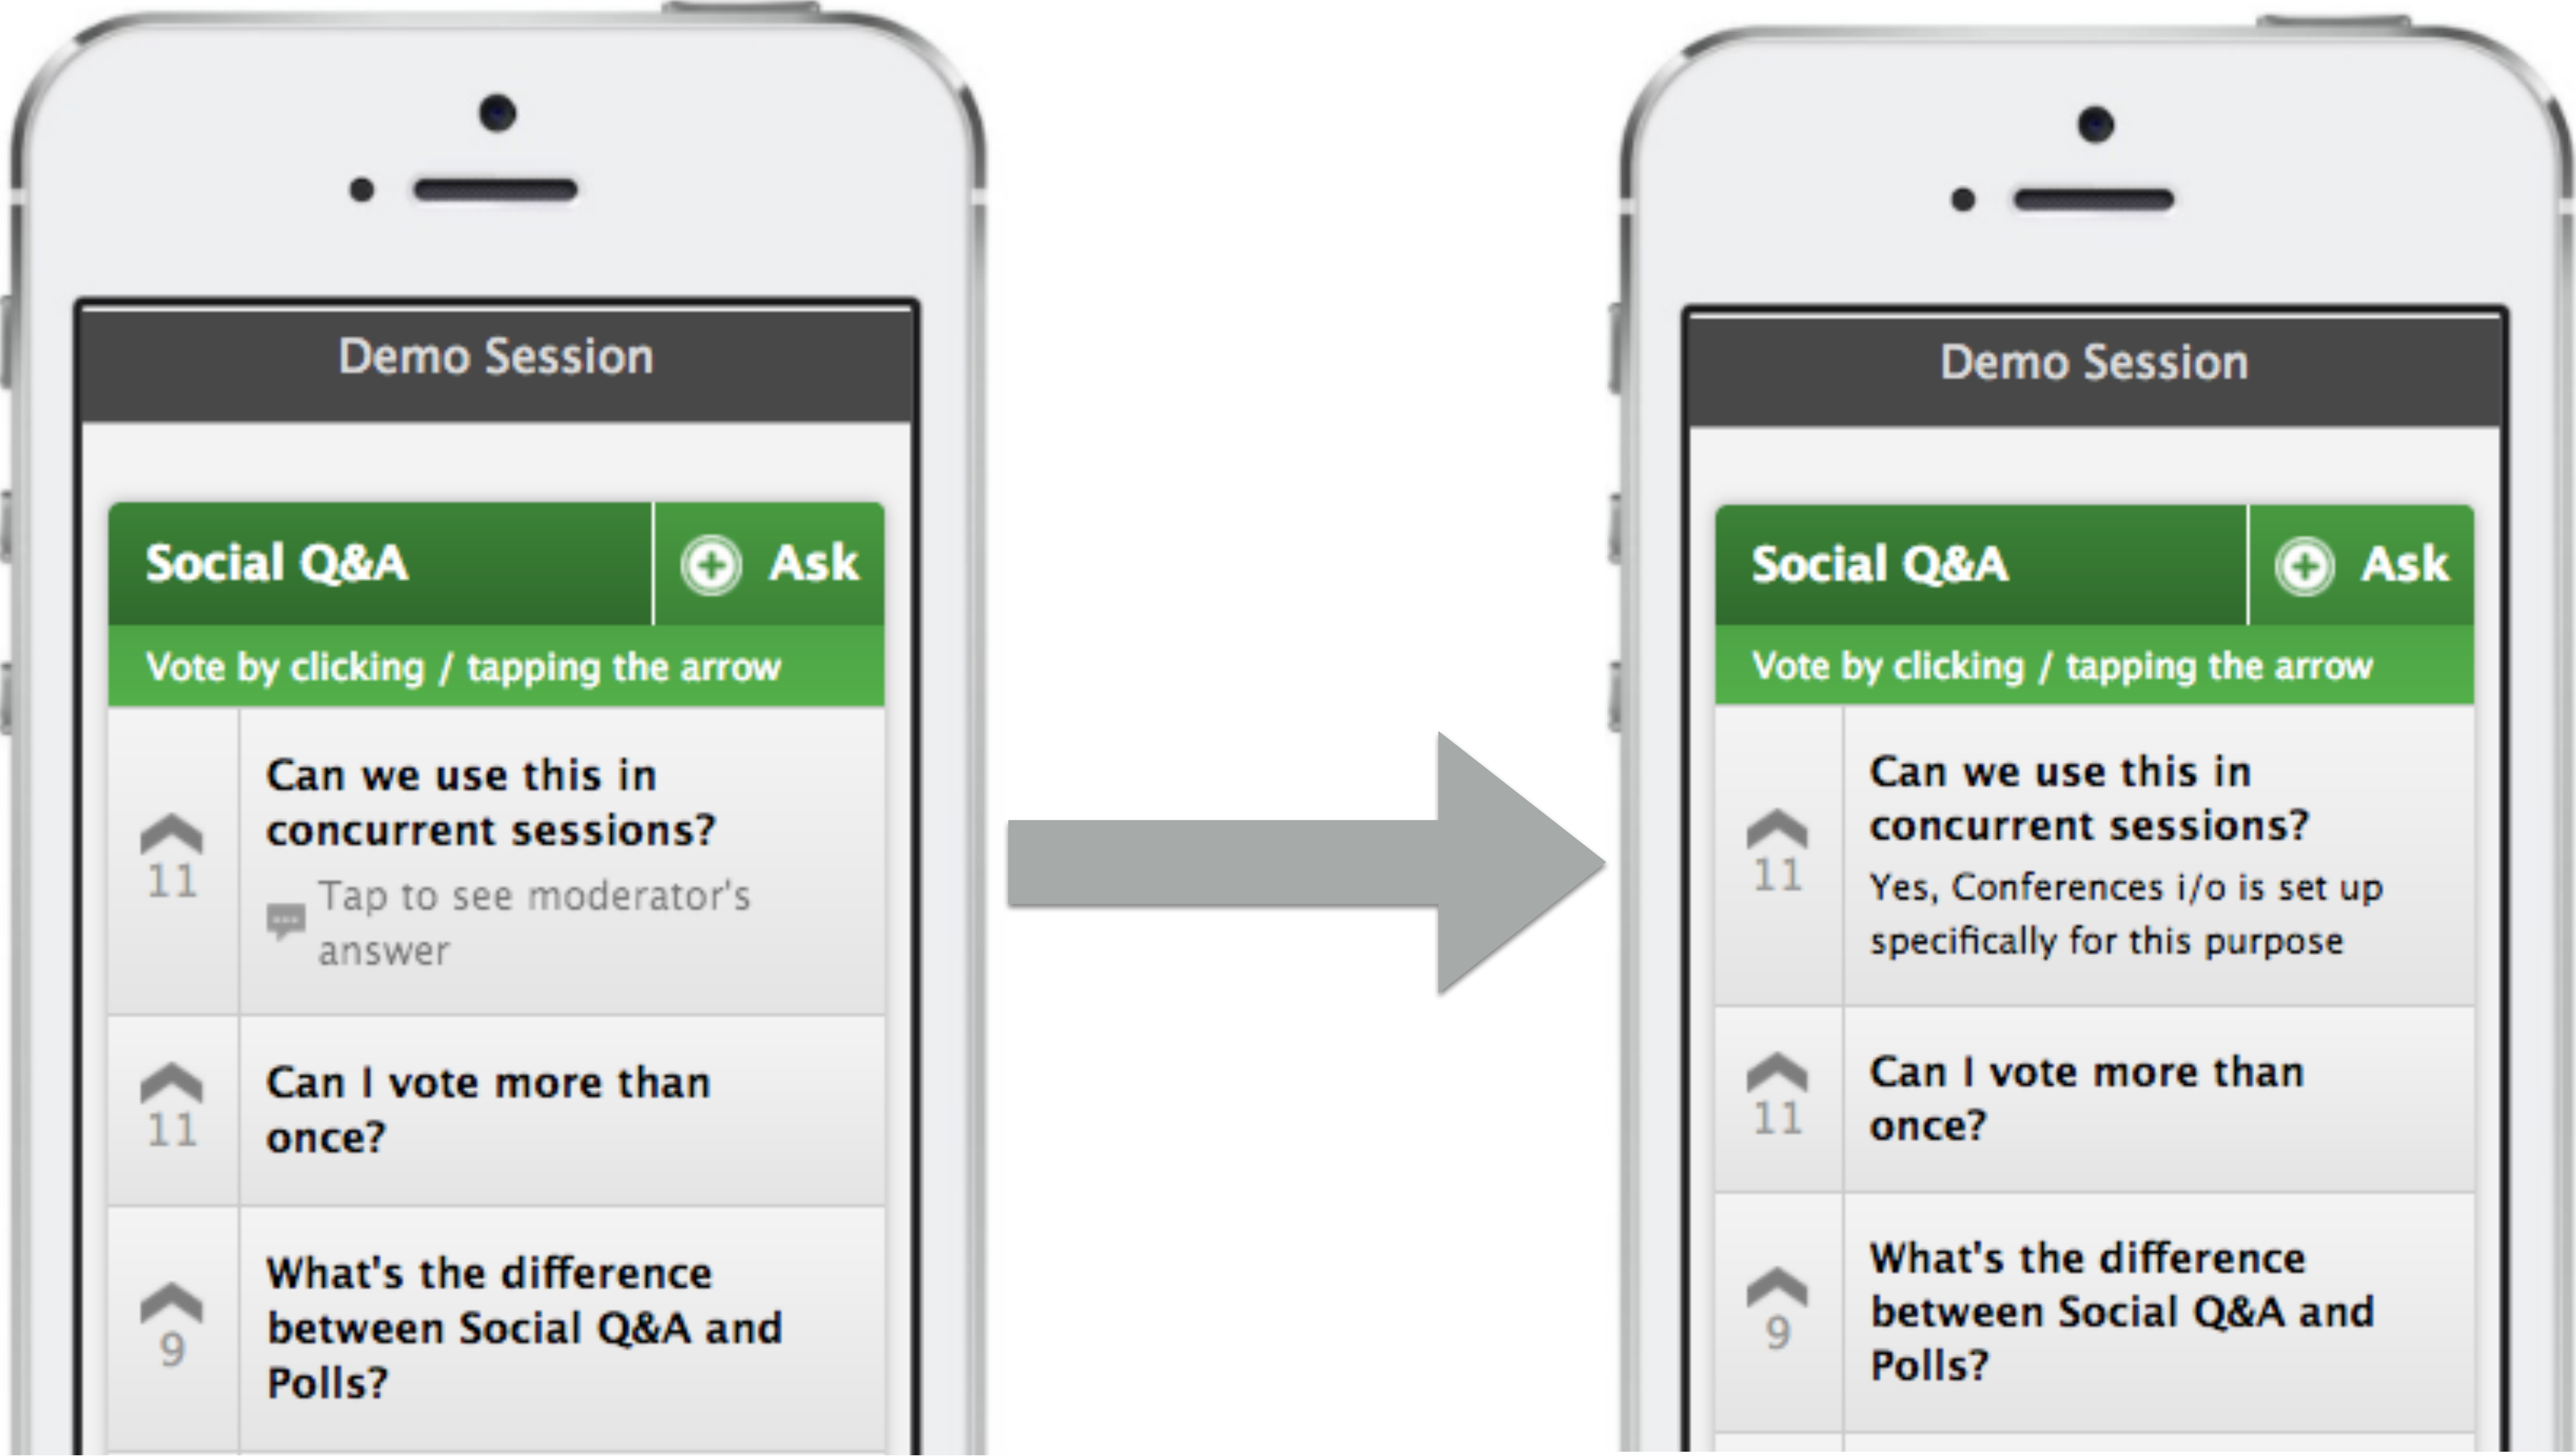 Demo Session
Social Q&A
Ask
Vote by clicking / tapping the arrow
Can we use this in
concurrent sessions?
11
Tap to see moderator's
answer
Can I vote more than
once?
11
What's the difference
between Social Q&A and
Polls?
9
Demo Session
Social Q&A
Ask
Vote by clicking / tapping the arrow
Can we use this in
concurrent sessions?
11
Yes, Conferences i/o is set up
specifically for this purpose
Can I vote more than
once?
11
What's the difference
between Social Q&A and
Polls?
9